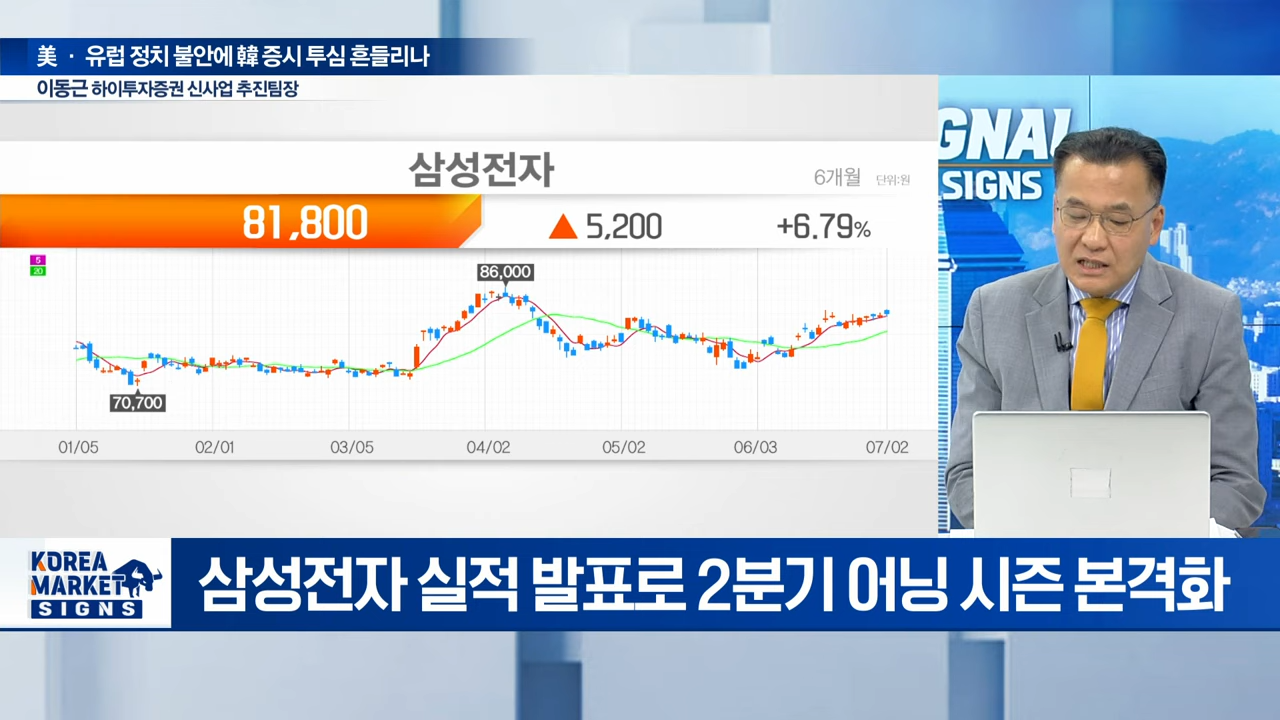 美 · 유럽 정치 불안에 韓 증시 투심 흔들리나
이동근 하이투자증권 신사업 추진팀장
GNAL
SIGNS
삼성전자
6개월 단위:원
81,800 ▲ 5,200 +6.79%
5
20
86,000
70,700
01/05 02/01 03/05 04/02 05/02 06/03 07/02
KOREA
MARKET
SIGNS
삼성전자 실적 발표로 2분기 어닝 시즌 본격화